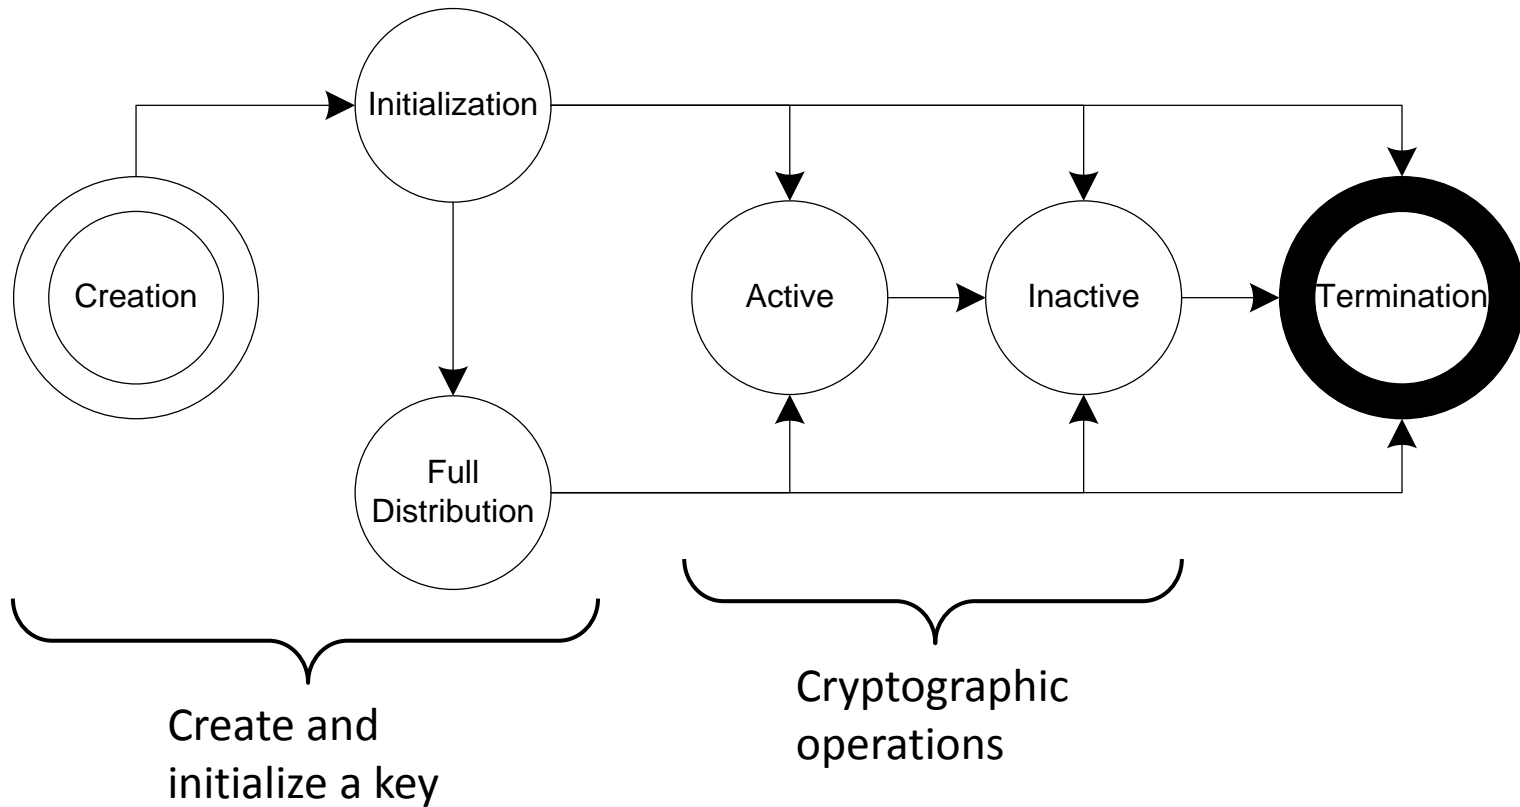 Initialization
Creation
Active
Inactive
Termination
Full
Distribution
Create and
initialize a key
Cryptographic
operations